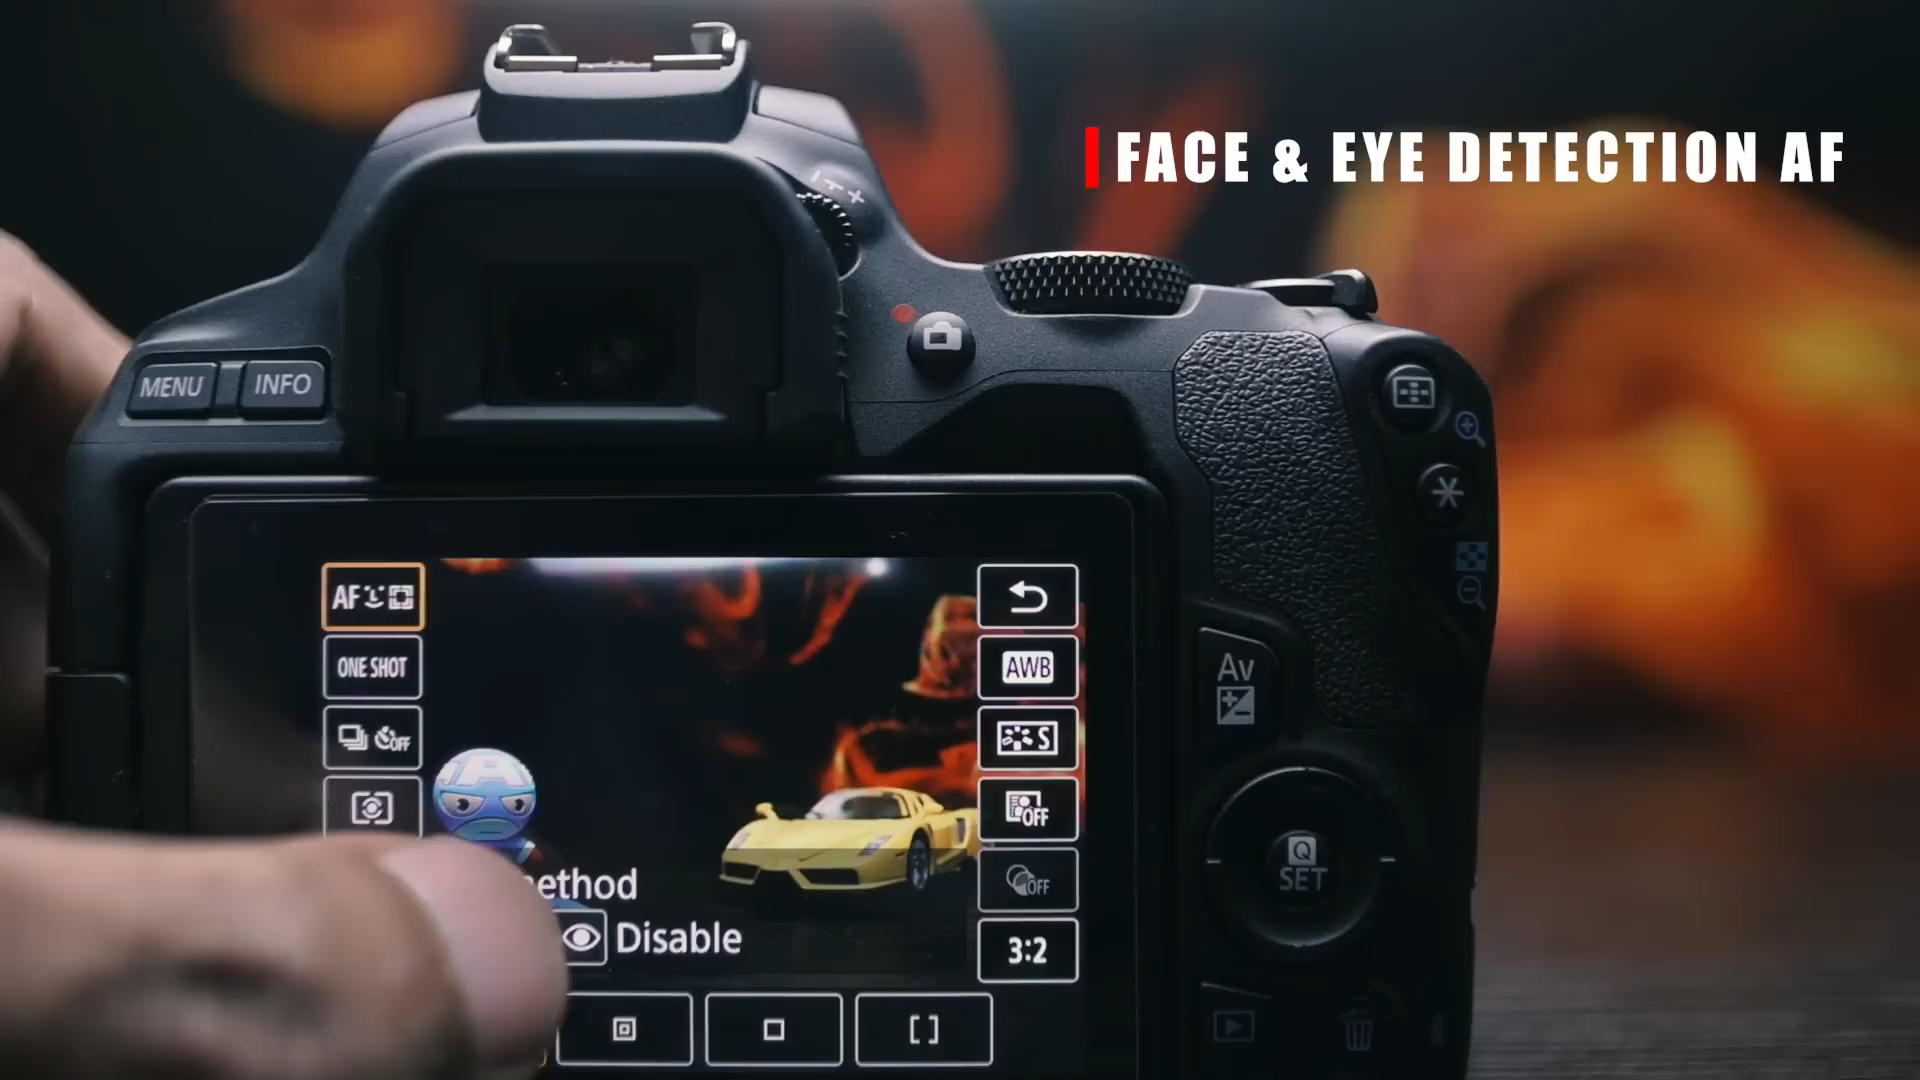 FACE & EYE DETECTION AF
MENU
INFO
AF
ONE SHOT
AWB
OFF
S
OFF
OFF
ethod
Disable
3:2
Av
Q
SET